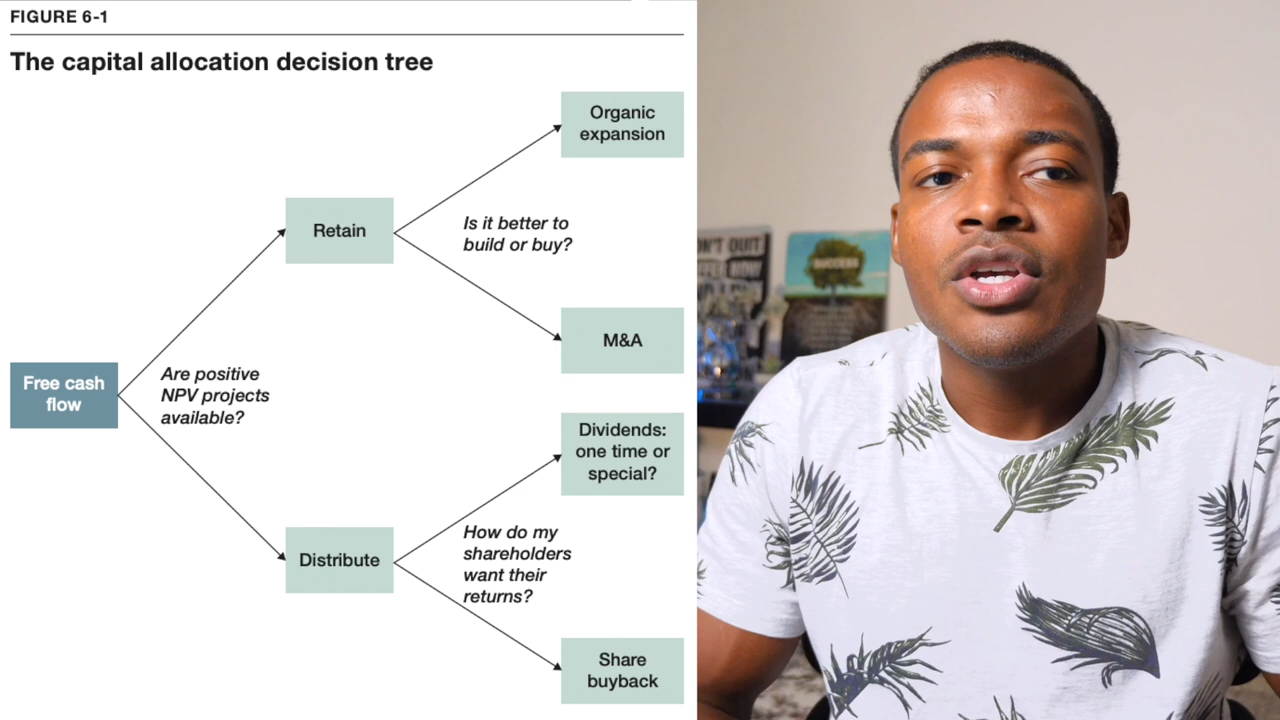 FIGURE 6-1
The capital allocation decision tree
Organic
expansion
Retain
Is it better to
build or buy?
M&A
Free cash
flow
Are positive
NPV projects
available?
Dividends:
one time or
special?
Distribute
How do my
shareholders
want their
returns?
Share
buyback
SUCCESS